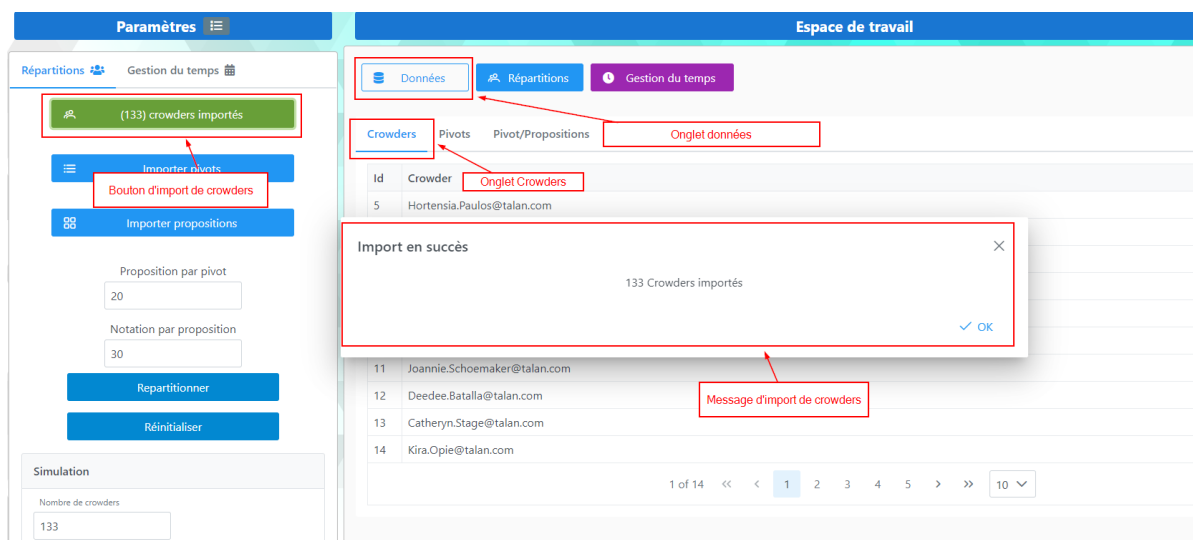 Paramètres
Espace de travail
Répartitions
Gestion du temps
(133) crowders importés
Importer pivots
Bouton d'import de crowders
Importer propositions
Proposition par pivot
20
Notation par proposition
30
Repartitionner
Réinitialiser
Simulation
Nombre de crowders
133
Données
Répartitions
Gestion du temps
Crowders
Pivots
Pivot/Propositions
Onglet données
Id
Crowder
Onglet Crowders
5 Hortensia.Paulos@talan.com
Import en succès
133 Crowders importés
OK
11 Joannie.Schoemaker@talan.com
12 Deedee.Batalla@talan.com
Message d'import de crowders
13 Catheryn.Stage@talan.com
14 Kira.Opie@talan.com
1 of 14 « ‹ 1 2 3 4 5 › » 10